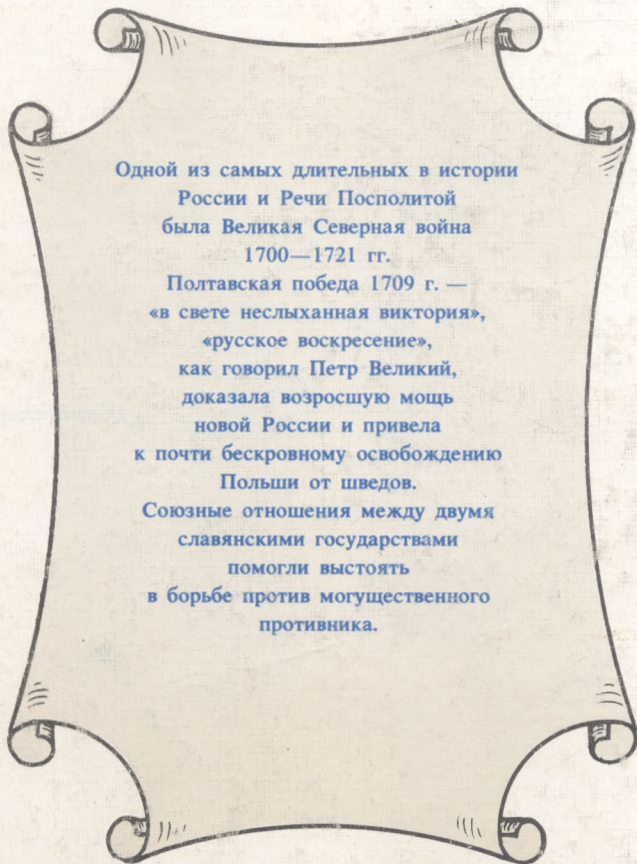 Одной из самых длительных в истории
России и Речи Посполитой
была Великая Северная война
1700—1721 гг.
Полтавская победа 1709 г. —
«в свете неслыханная виктория»,
«русское воскресение»,
как говорил Петр Великий,
доказала возросшую мощь
новой России и привела
к почти бескровному освобождению
Польши от шведов.
Союзные отношения между двумя
славянскими государствами
помогли выстоять
в борьбе против могущественного
противника.